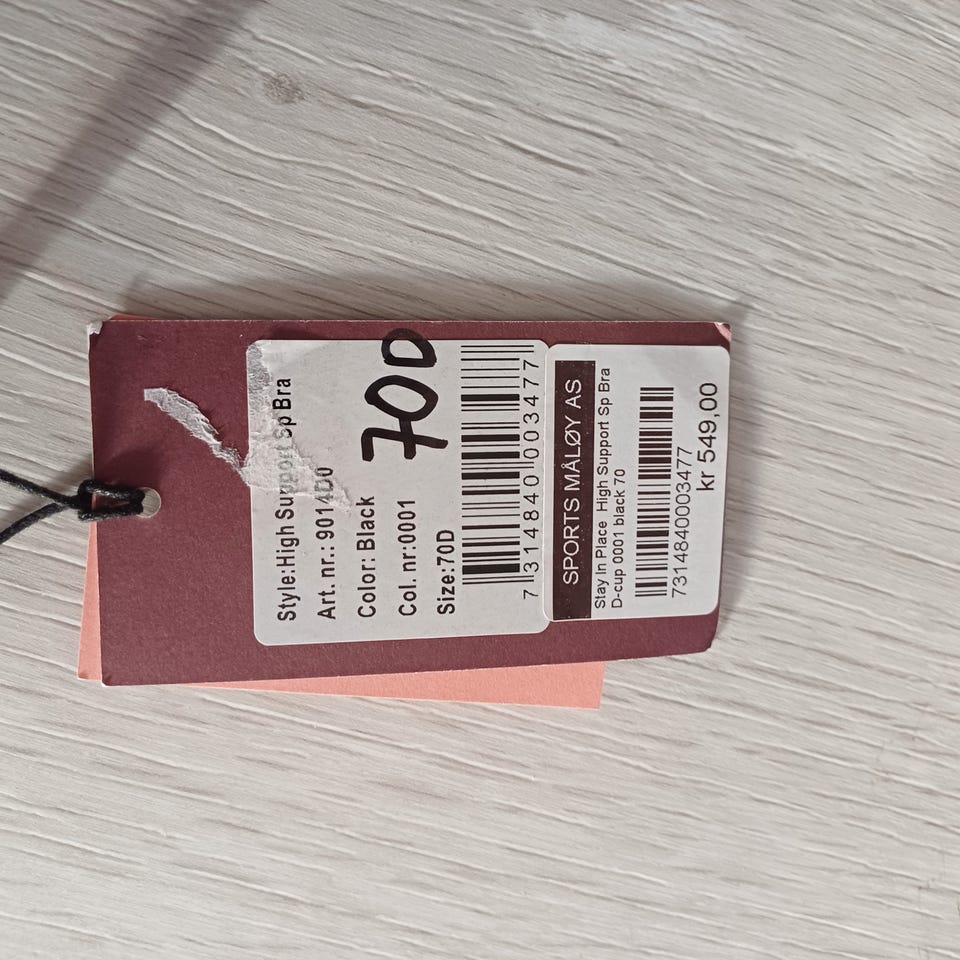 Style:High Support Sp Bra
Art. nr.: 9014D0
Color: Black
Col. nr:0001
Size:70D
70D
7 314840 003477
SPORTS MÅLØY AS
Stay In Place High Support Sp Bra
D-cup 0001 black 70
7314840003477
kr 549,00